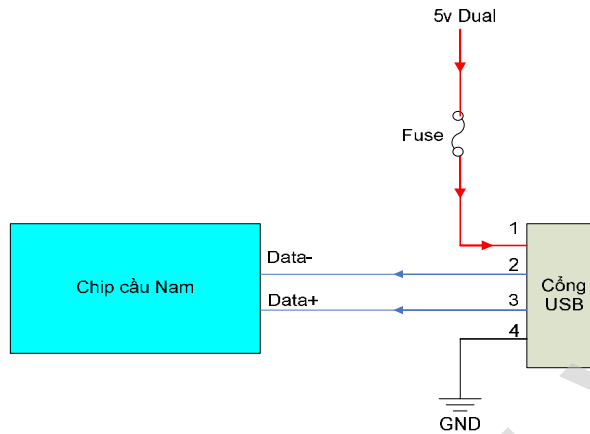 5v Dual
Fuse
1
Data-
2
Chip cầu Nam
Data+
3
Cổng
USB
4
GND